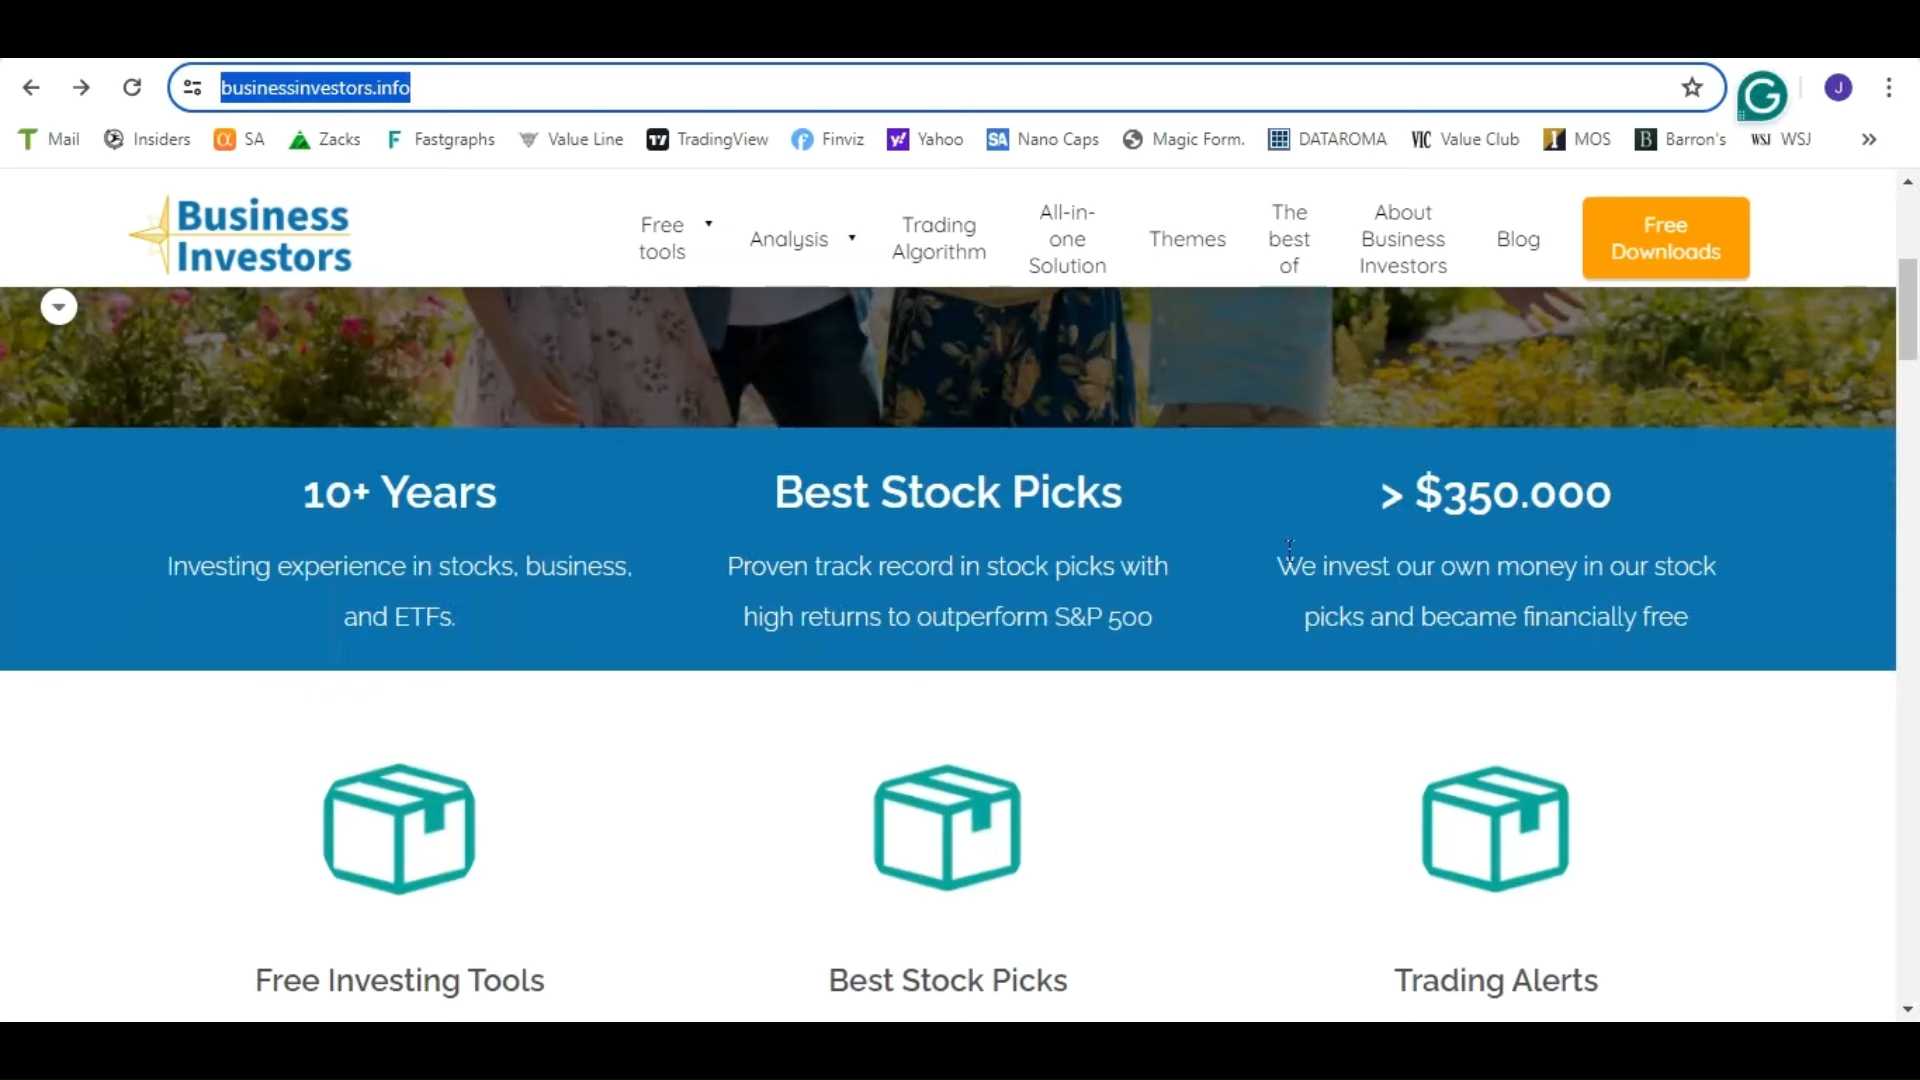 businessinvestors.info
G
J
Mail Insiders SA Zacks Fastgraphs Value Line TradingView Finviz Yahoo SA Nano Caps Magic Form. DATAROMA VIC Value Club MOS B Barron's WSJ WSJ »
Business
Investors
Free
tools
Analysis
Trading
Algorithm
All-in-
one
Solution
Themes
The
best
of
About
Business
Investors
Blog
Free
Downloads
10+ Years
Investing experience in stocks, business,
and ETFs.
Best Stock Picks
Proven track record in stock picks with
high returns to outperform S&P 500
> $350.000
We invest our own money in our stock
picks and became financially free
Free Investing Tools
Best Stock Picks
Trading Alerts